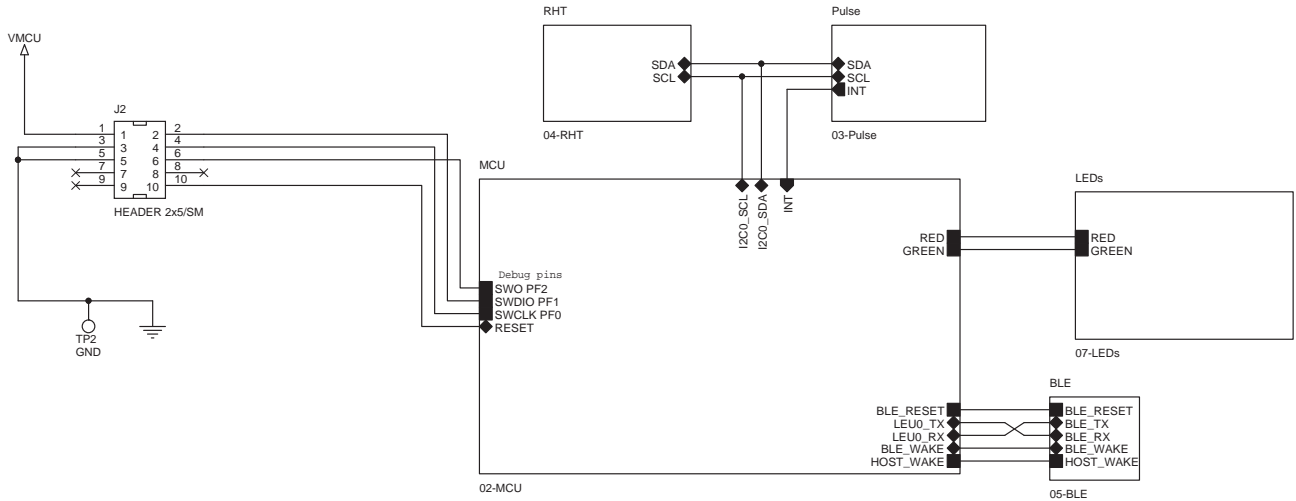 RHT
Pulse
VMCU
SDA
SCL
SDA
SCL
INT
J2
1
3
5
7
9
1
3
5
7
9
2
4
6
8
10
2
4
6
8
10
HEADER 2x5/SM
04-RHT
03-Pulse
MCU
I2C0_SCL
I2C0_SDA
INT
LEDs
RED
GREEN
RED
GREEN
Debug pins
SWO PF2
SWDIO PF1
SWCLK PF0
RESET
TP2
GND
07-LEDs
BLE
BLE_RESET
LEU0_TX
LEU0_RX
BLE_WAKE
HOST_WAKE
BLE_RESET
BLE_TX
BLE_RX
BLE_WAKE
HOST_WAKE
02-MCU
05-BLE